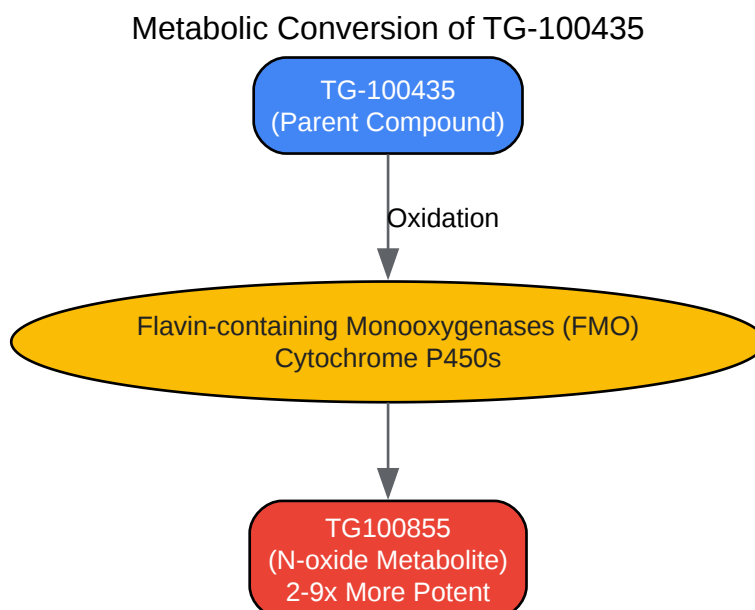 Metabolic Conversion of TG-100435
TG-100435
(Parent Compound)
Oxidation
Flavin-containing Monooxygenases (FMO)
Cytochrome P450s
TG100855
(N-oxide Metabolite)
2-9x More Potent